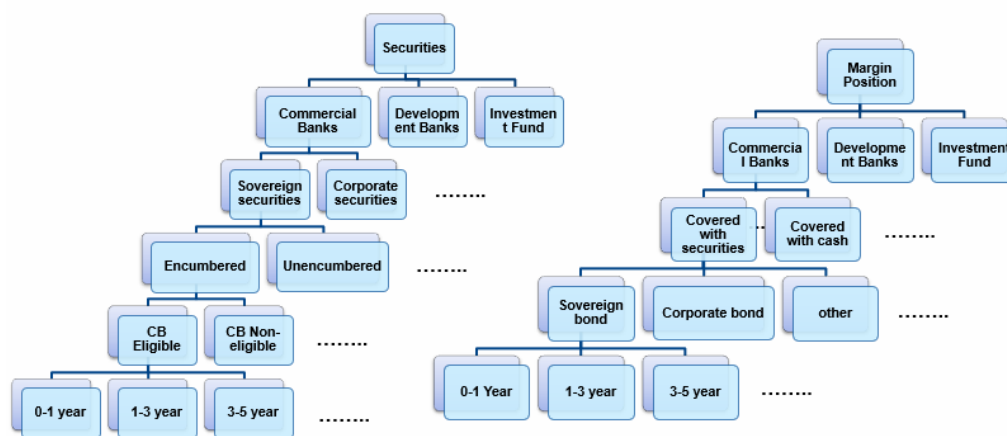 Securities
Commercial
Banks
Developm
ent Banks
Investmen
t Fund
Sovereign
securities
Corporate
securities
........
Encumbered
Unencumbered
........
CB
Eligible
CB Non-
eligible
........
0-1 year
1-3 year
3-5 year
........
Margin
Position
Commercia
l Banks
Developme
nt Banks
Investment
Fund
Covered
with
securities
...
Covered
with cash
........
Sovereign
bond
Corporate bond
other
........
0-1 Year
1-3 year
3-5 year
........